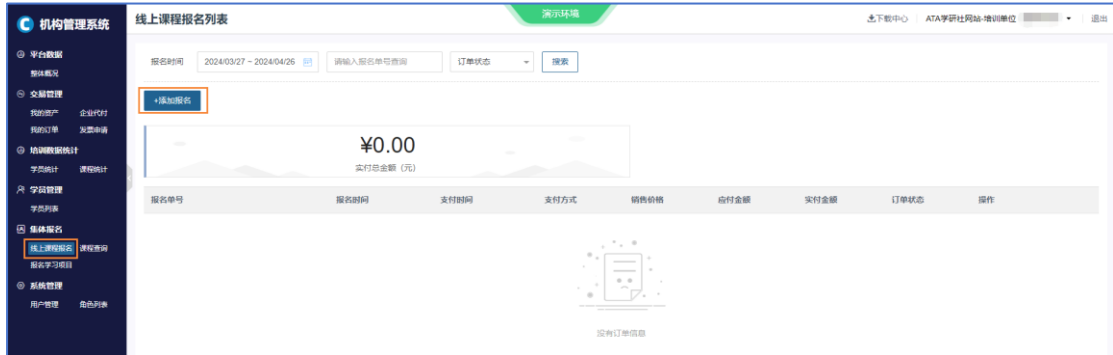 机构管理系统
线上课程报名列表
演示环境
下载中心 ATA学研社网站-培训单位 退出
平台数据
整体概况
交易管理
我的资产 企业代付
我的订单 发票申请
培训数据统计
学员统计 课程统计
学员管理
学员列表
集体报名
线上课程报名 课程查询
报名学习项目
系统管理
用户管理 角色列表
报名时间 2024/03/27 ~ 2024/04/26 请输入报名单号查询 订单状态 搜索
+添加报名
¥0.00
实付总金额（元）
报名单号 报名时间 支付时间 支付方式 销售价格 应付金额 实付金额 订单状态 操作
没有订单信息